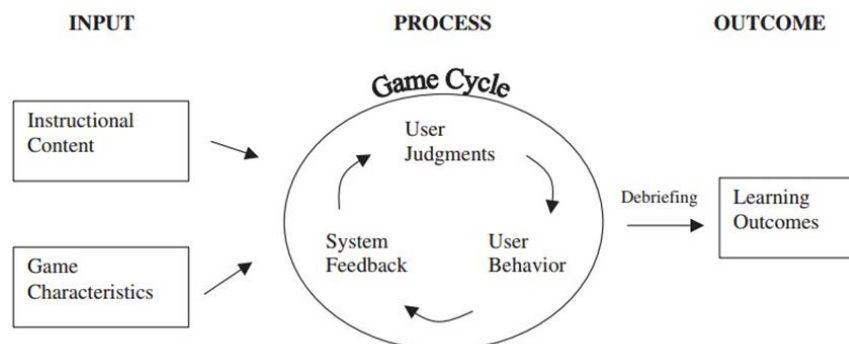 INPUT
PROCESS
OUTCOME
Game Cycle
Instructional
Content
User
Judgments
Debriefing
Learning
Outcomes
System
Feedback
User
Behavior
Game
Characteristics